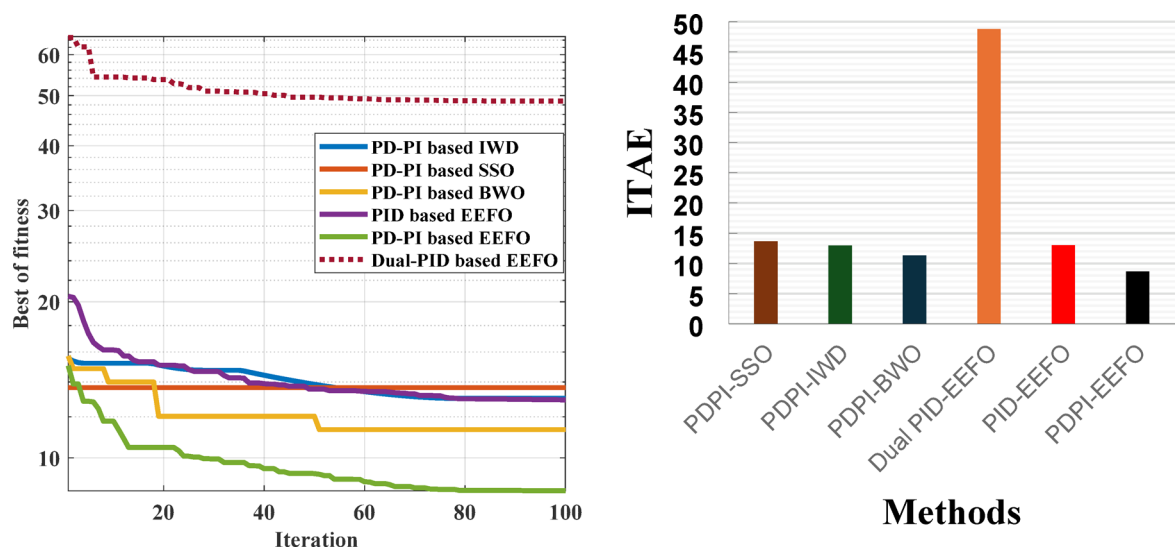 60
50
40
30
20
10
Best of fitness
PD-PI based IWD
PD-PI based SSO
PD-PI based BWO
PID based EEFO
PD-PI based EEFO
Dual-PID based EEFO
20
40
60
80
100
Iteration
ITAE
50
45
40
35
30
25
20
15
10
5
0
PDPI-SSO
PDPI-IWD
PDPI-BWO
Dual PID-EEFO
PID-EEFO
PDPI-EEFO
Methods